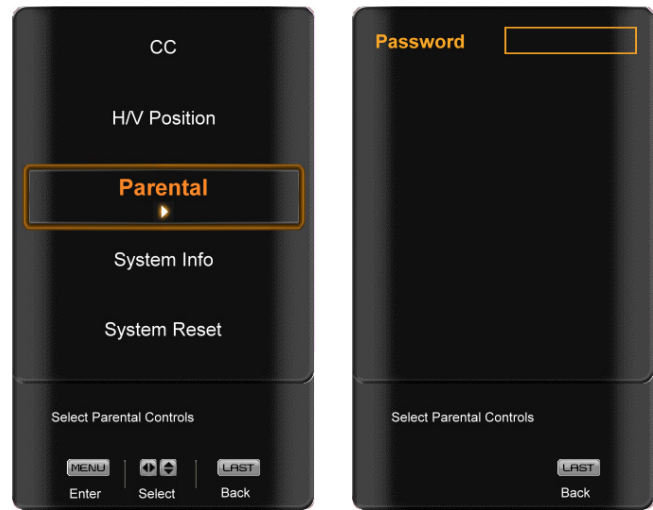 CC
H/V Position
Parental
System Info
System Reset
Select Parental Controls
MENU LAST
Enter Select Back
Password
Select Parental Controls
LAST
Back